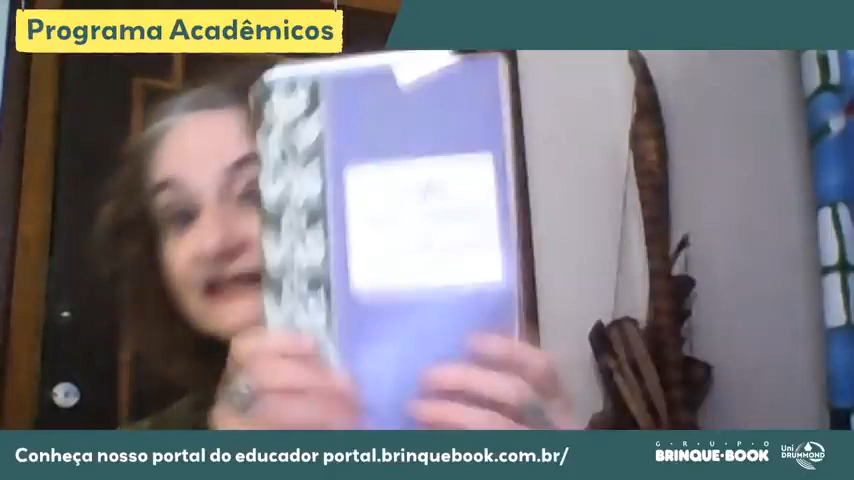 Programa Acadêmicos
Conheça nosso portal do educador portal.brinquebook.com.br/
GRUPO
BRINQUE-BOOK
Uni
DRUMMOND